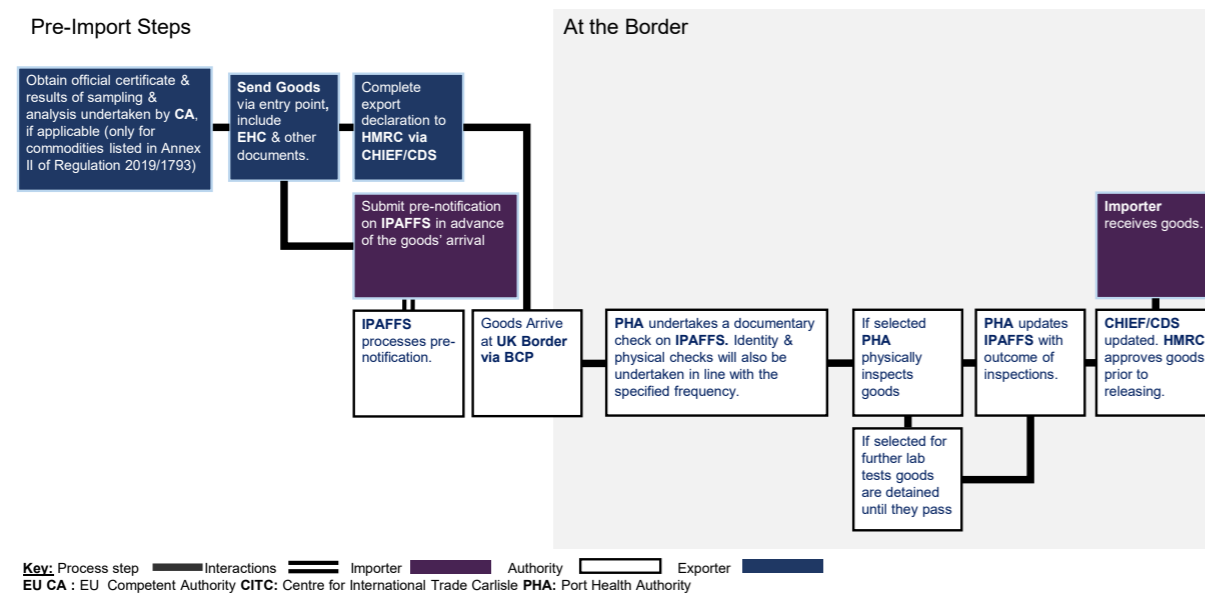 Pre-Import Steps
At the Border
Obtain official certificate &
results of sampling &
analysis undertaken by CA,
if applicable (only for
commodities listed in Annex
II of Regulation 2019/1793)
Send Goods
via entry point,
include
EHC & other
documents.
Complete
export
declaration to
HMRC via
CHIEF/CDS
Submit pre-notification
on IPAFFS in advance
of the goods' arrival
Importer
receives goods.
IPAFFS
processes pre-
notification.
Goods Arrive
at UK Border
via BCP
PHA undertakes a documentary
check on IPAFFS. Identity &
physical checks will also be
undertaken in line with the
specified frequency.
If selected
PHA
physically
inspects
goods
PHA updates
IPAFFS with
outcome of
inspections.
CHIEF/CDS
updated. HMRC
approves goods
prior to
releasing.
If selected for
further lab
tests goods
are detained
until they pass
Key: Process step Interactions Importer Authority Exporter
EU CA : EU Competent Authority CITC: Centre for International Trade Carlisle PHA: Port Health Authority